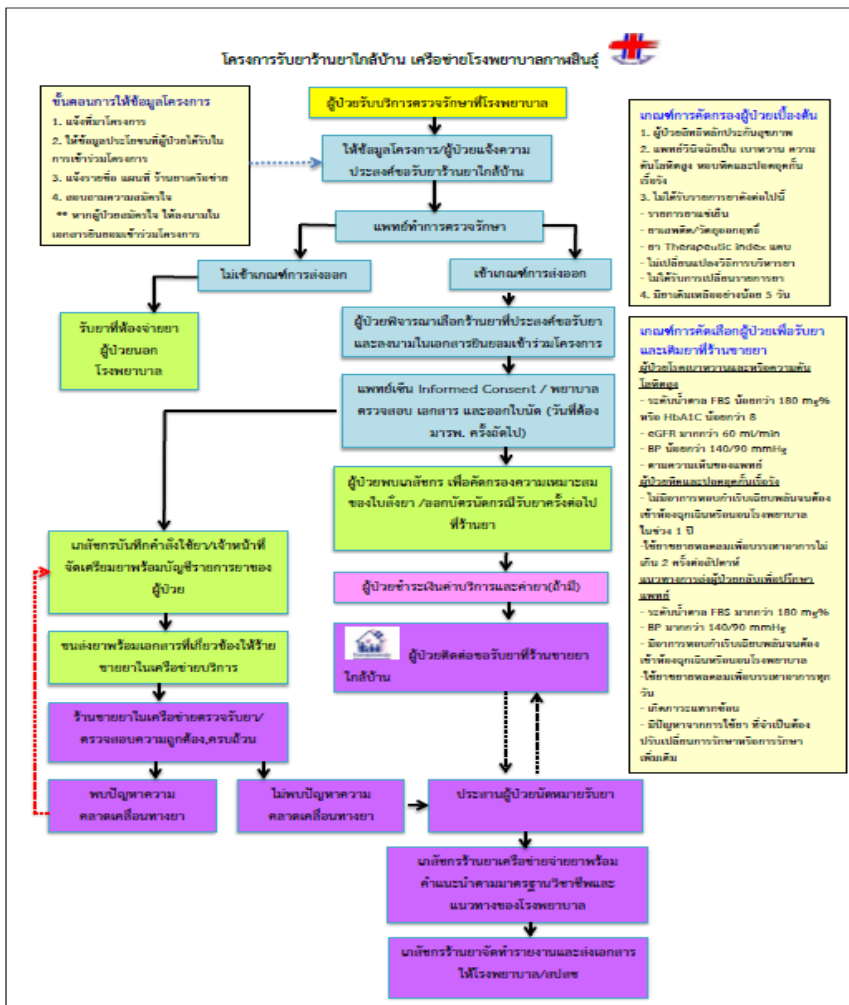 โครงการรับยาร้านยาใกล้บ้าน เครือข่ายโรงพยาบาลกาฬสินธุ์
ขั้นตอนการให้ข้อมูลโครงการ
1. แจ้งที่มาโครงการ
2. ให้ข้อมูลประโยชน์ที่ผู้ป่วยได้รับใน
การเข้าร่วมโครงการ
3. แจ้งรายชื่อ แผนที่ ร้านยาเครือข่าย
4. สอบถามความสมัครใจ
** หากผู้ป่วยสมัครใจ ให้ลงนามใน
เอกสารยินยอมเข้าร่วมโครงการ
ผู้ป่วยรับบริการตรวจรักษาที่โรงพยาบาล
ให้ข้อมูลโครงการ/ผู้ป่วยแจ้งความ
ประสงค์ขอรับยาร้านยาใกล้บ้าน
แพทย์ทำการตรวจรักษา
ไม่เข้าเกณฑ์การส่งออก
เข้าเกณฑ์การส่งออก
รับยาที่ห้องจ่ายยา
ผู้ป่วยนอก
โรงพยาบาล
ผู้ป่วยพิจารณาเลือกร้านยาที่ประสงค์ขอรับยา
และลงนามในเอกสารยินยอมเข้าร่วมโครงการ
แพทย์เซ็น Informed Consent / พยาบาล
ตรวจสอบ เอกสาร และออกใบนัด (วันที่ต้อง
มารพ. ครั้งถัดไป)
ผู้ป่วยพบเภสัชกร เพื่อคัดกรองความเหมาะสม
ของใบสั่งยา /ออกบัตรนัดกรณีรับยาครั้งต่อไป
ที่ร้านยา
เภสัชกรบันทึกคำสั่งใช้ยา/เจ้าหน้าที่
จัดเตรียมยาพร้อมบัญชีรายการยาของ
ผู้ป่วย
ผู้ป่วยชำระเงินค่าบริการและค่ายา(ถ้ามี)
ขนส่งยาพร้อมเอกสารที่เกี่ยวข้องให้ร้าย
ขายยาในเครือข่ายบริการ
ผู้ป่วยติดต่อขอรับยาที่ร้านขายยา
ใกล้บ้าน
ร้านขายยาในเครือข่ายตรวจรับยา/
ตรวจสอบความถูกต้อง,ครบถ้วน
พบปัญหาความ
คลาดเคลื่อนทางยา
ไม่พบปัญหาความ
คลาดเคลื่อนทางยา
ประสานผู้ป่วยนัดหมายรับยา
เภสัชกรร้านยาเครือข่ายจ่ายยาพร้อม
คำแนะนำตามมาตรฐานวิชาชีพและ
แนวทางของโรงพยาบาล
เภสัชกรร้านยาจัดทำรายงานและส่งเอกสาร
ให้โรงพยาบาล/สปสช
เกณฑ์การคัดกรองผู้ป่วยเบื้องต้น
1. ผู้ป่วยสิทธิหลักประกันสุขภาพ
2. แพทย์วินิจฉัยเป็น เบาหวาน ความ
ดันโลหิตสูง หอบหืดและปอดอุดกั้น
เรื้อรัง
3. ไม่ได้รับรายการยาดังต่อไปนี้
- รายการยาแช่เย็น
- ยาเสพติด/วัตถุออกฤทธิ์
- ยา Therapeutic index แคบ
- ไม่เปลี่ยนแปลงวิธีการบริหารยา
- ไม่ได้รับการเปลี่ยนรายการยา
4. มียาเดิมเหลืออย่างน้อย 5 วัน
เกณฑ์การคัดเลือกผู้ป่วยเพื่อรับยา
และเติมยาที่ร้านขายยา
ผู้ป่วยโรคเบาหวานและหรือความดัน
โลหิตสูง
- ระดับน้ำตาล FBS น้อยกว่า 180 mg%
หรือ HbA1C น้อยกว่า 8
- eGFR มากกว่า 60 ml/min
- BP น้อยกว่า 140/90 mmHg
- ตามความเห็นของแพทย์
ผู้ป่วยหืดและปอดอุดกั้นเรื้อรัง
- ไม่มีอาการหอบกำเริบเฉียบพลันจนต้อง
เข้าห้องฉุกเฉินหรือนอนโรงพยาบาล
ในช่วง 1 ปี
-ใช้ยาขยายหลอดลมเพื่อบรรเทาอาการไม่
เกิน 2 ครั้งต่อสัปดาห์
แนวทางการส่งผู้ป่วยกลับเพื่อปรึกษา
แพทย์
- ระดับน้ำตาล FBS มากกว่า 180 mg%
- BP มากกว่า 140/90 mmHg
- มีอาการหอบกำเริบเฉียบพลันจนต้อง
เข้าห้องฉุกเฉินหรือนอนโรงพยาบาล
-ใช้ยาขยายหลอดลมเพื่อบรรเทาอาการทุก
วัน
- เกิดภาวะแทรกซ้อน
- มีปัญหาจากการใช้ยา ที่จำเป็นต้อง
ปรับเปลี่ยนการรักษาหรือการรักษา
เพิ่มเติม